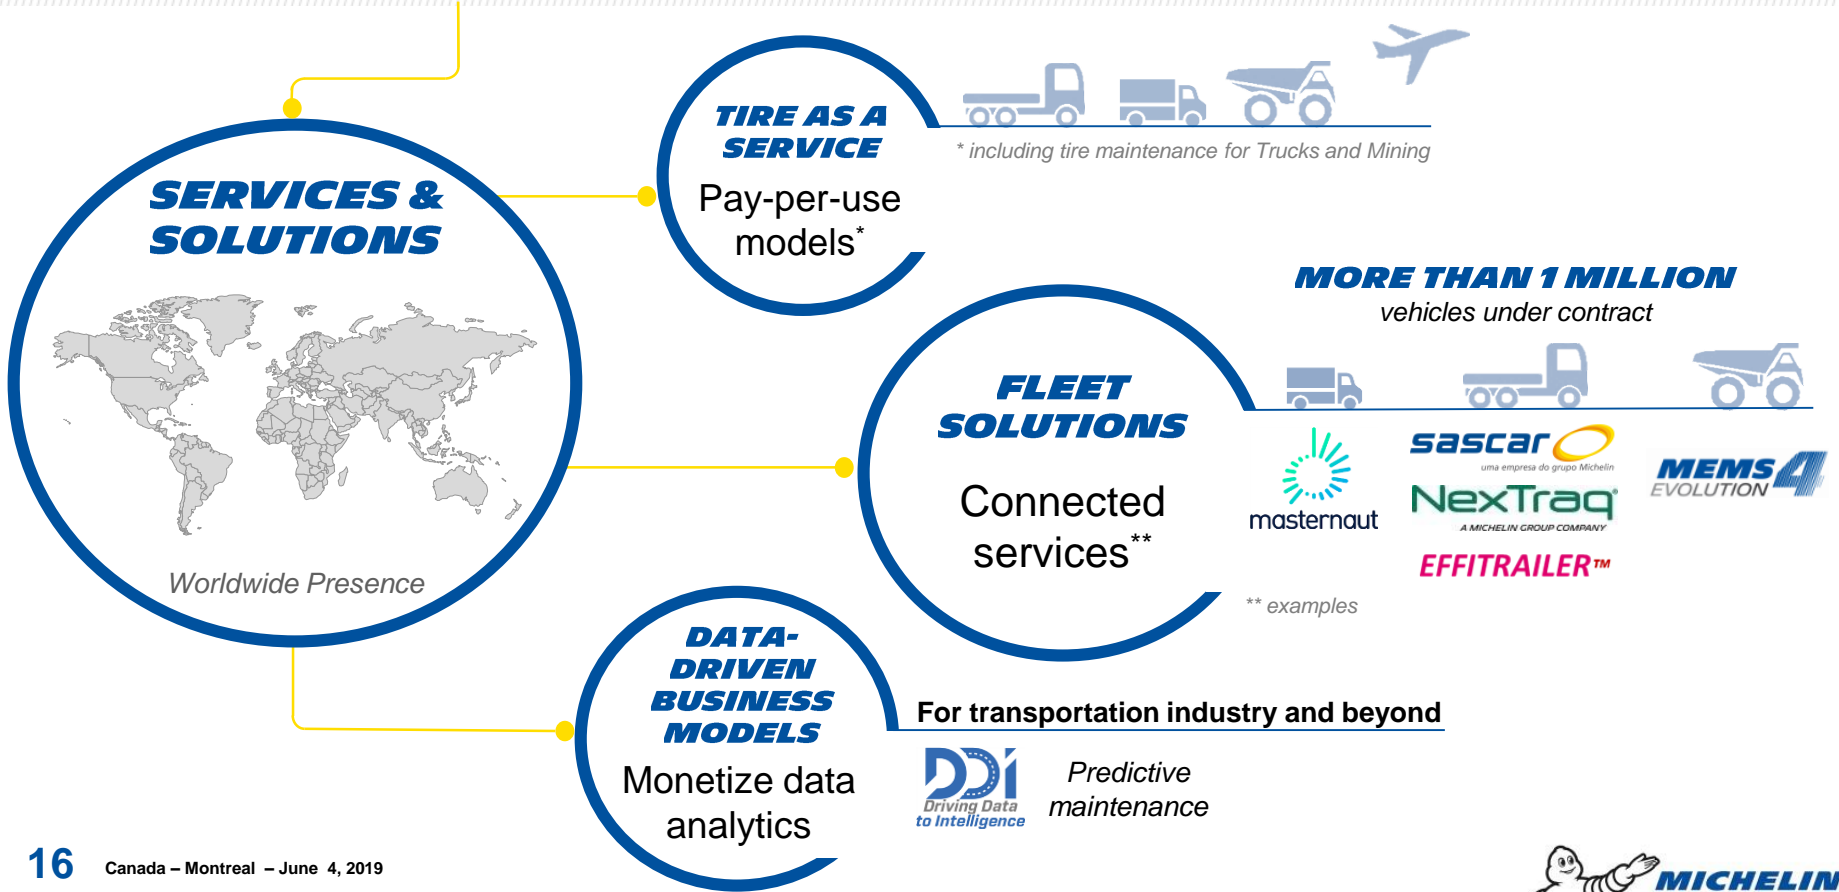 SERVICES &
SOLUTIONS
Worldwide Presence
TIRE AS A
SERVICE
Pay-per-use
models*
* including tire maintenance for Trucks and Mining
FLEET
SOLUTIONS
Connected
services**
MORE THAN 1 MILLION
vehicles under contract
masternaut
sascar
uma empresa do grupo Michelin
NexTraq®
A MICHELIN GROUP COMPANY
EFFITRAILER™
MEMS 4
EVOLUTION
** examples
DATA-
DRIVEN
BUSINESS
MODELS
Monetize data
analytics
For transportation industry and beyond
DDi
Driving Data
to Intelligence
Predictive
maintenance
16 Canada – Montreal – June 4, 2019
MICHELIN